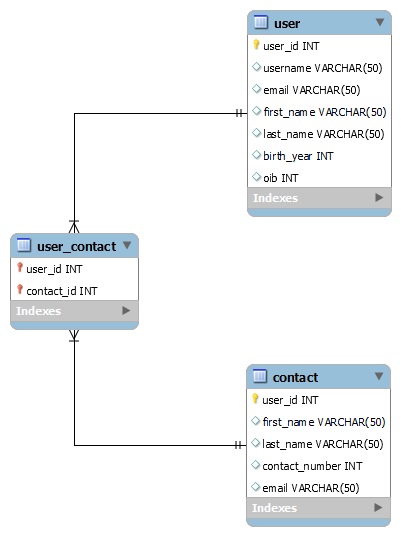 user
user_id INT
username VARCHAR(50)
email VARCHAR(50)
first_name VARCHAR(50)
last_name VARCHAR(50)
birth_year INT
oib INT
Indexes
user_contact
user_id INT
contact_id INT
Indexes
contact
user_id INT
first_name VARCHAR(50)
last_name VARCHAR(50)
contact_number INT
email VARCHAR(50)
Indexes